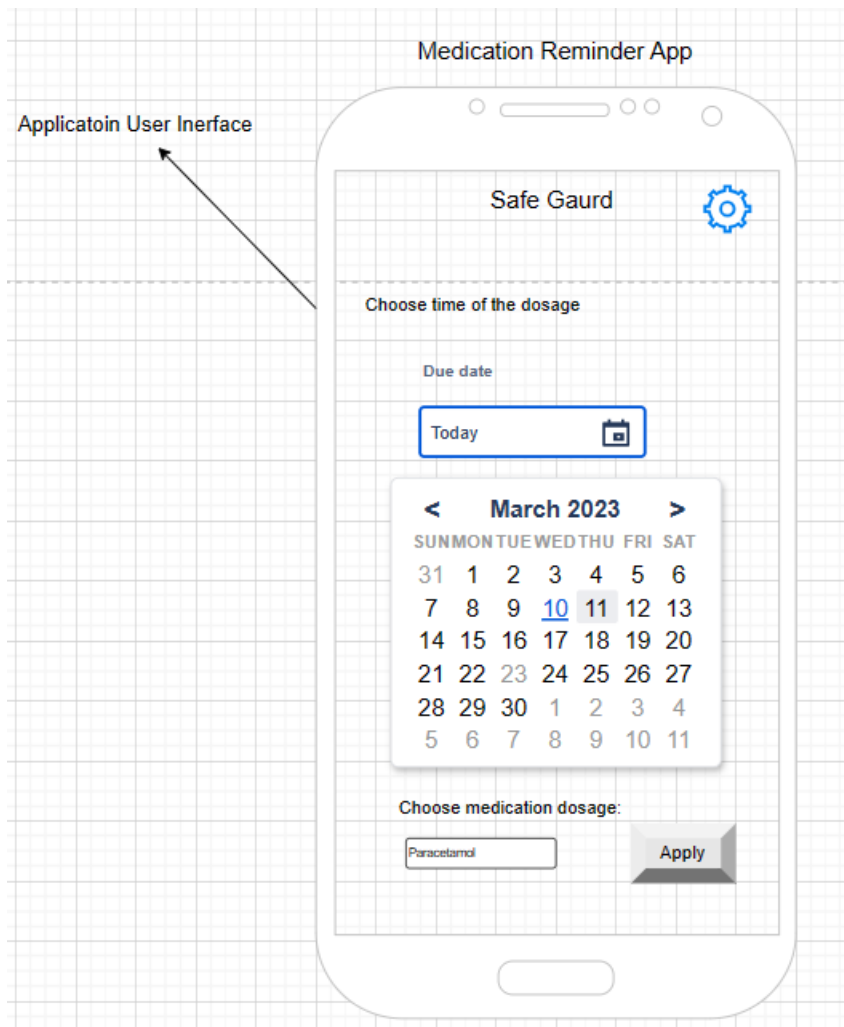 Medication Reminder App
Applicatoin User Inerface
Safe Gaurd
Choose time of the dosage
Due date
Today
< March 2023 >
SUN MON TUE WED THU FRI SAT
31 1 2 3 4 5 6
7 8 9 10 11 12 13
14 15 16 17 18 19 20
21 22 23 24 25 26 27
28 29 30 1 2 3 4
5 6 7 8 9 10 11
Choose medication dosage:
Paracetamol
Apply